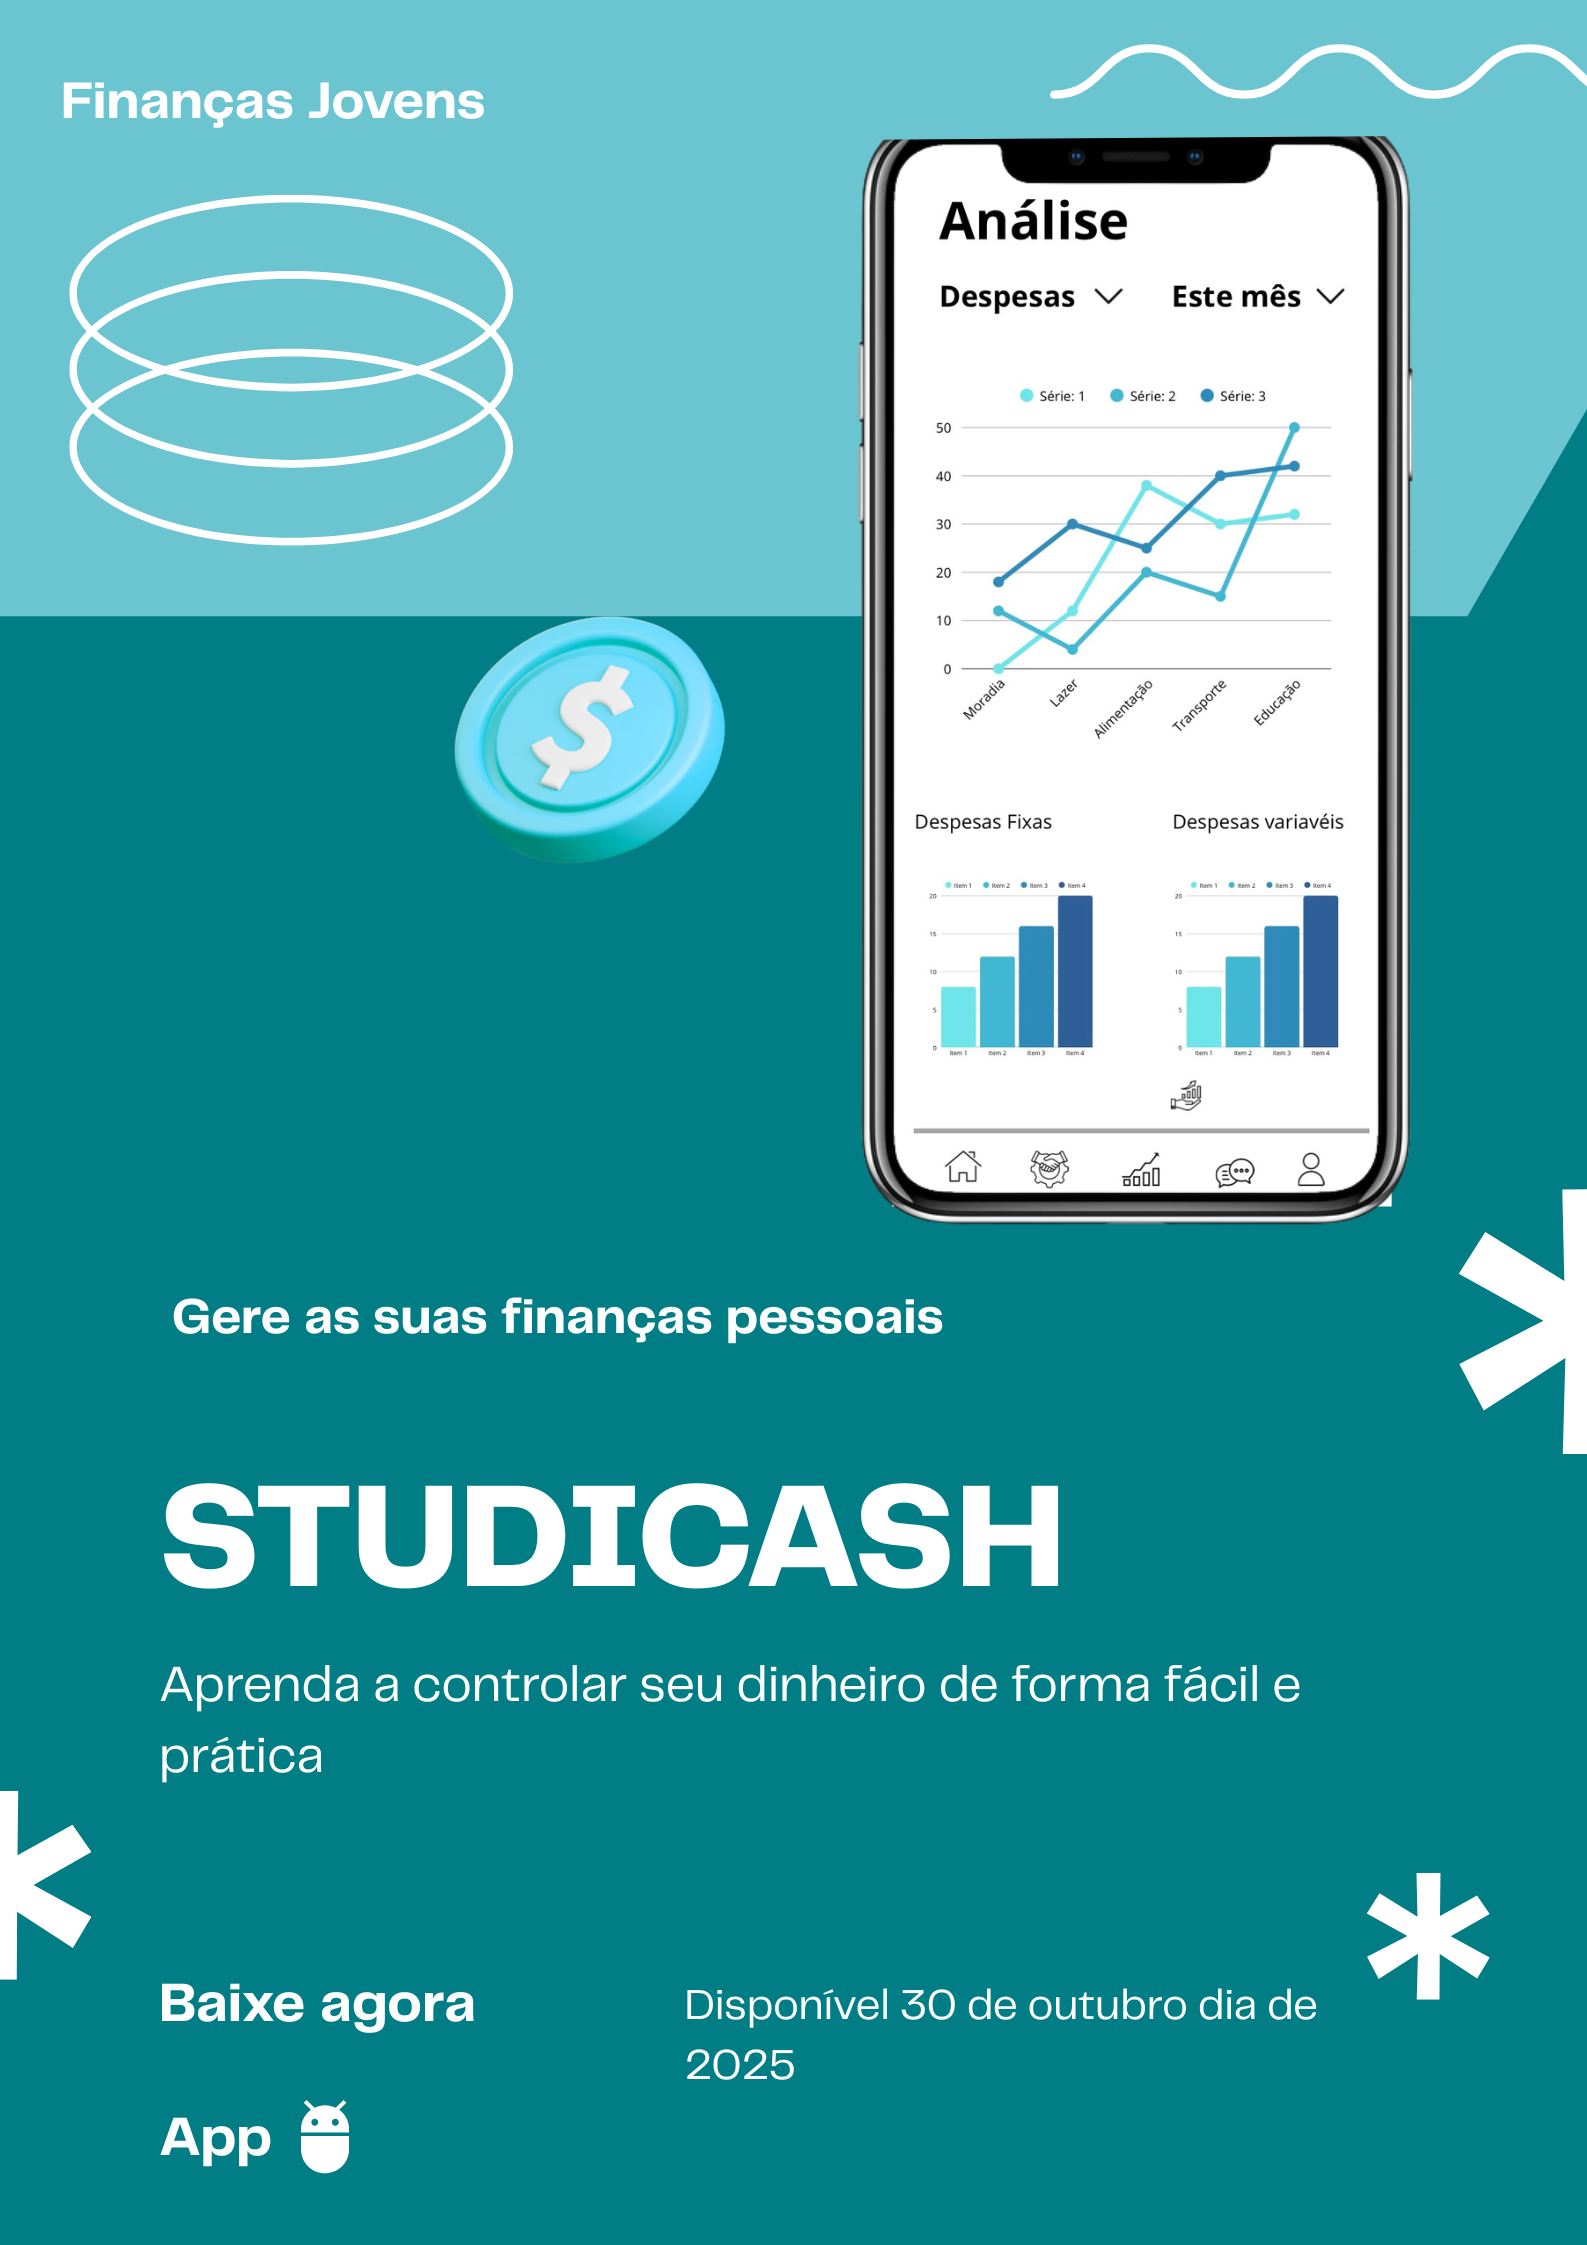 Finanças Jovens
Análise
Despesas
Este mês
Série: 1 Série: 2 Série: 3
50
40
30
20
10
0
Moradia Lazer Alimentação Transporte Educação
Despesas Fixas
Despesas variavéis
Item 1 Item 2 Item 3 Item 4
20
15
10
5
0
Item 1 Item 2 Item 3 Item 4
Item 1 Item 2 Item 3 Item 4
20
15
10
5
0
Item 1 Item 2 Item 3 Item 4
Gere as suas finanças pessoais
STUDICASH
Aprenda a controlar seu dinheiro de forma fácil e
prática
Baixe agora
Disponível 30 de outubro dia de
2025
App